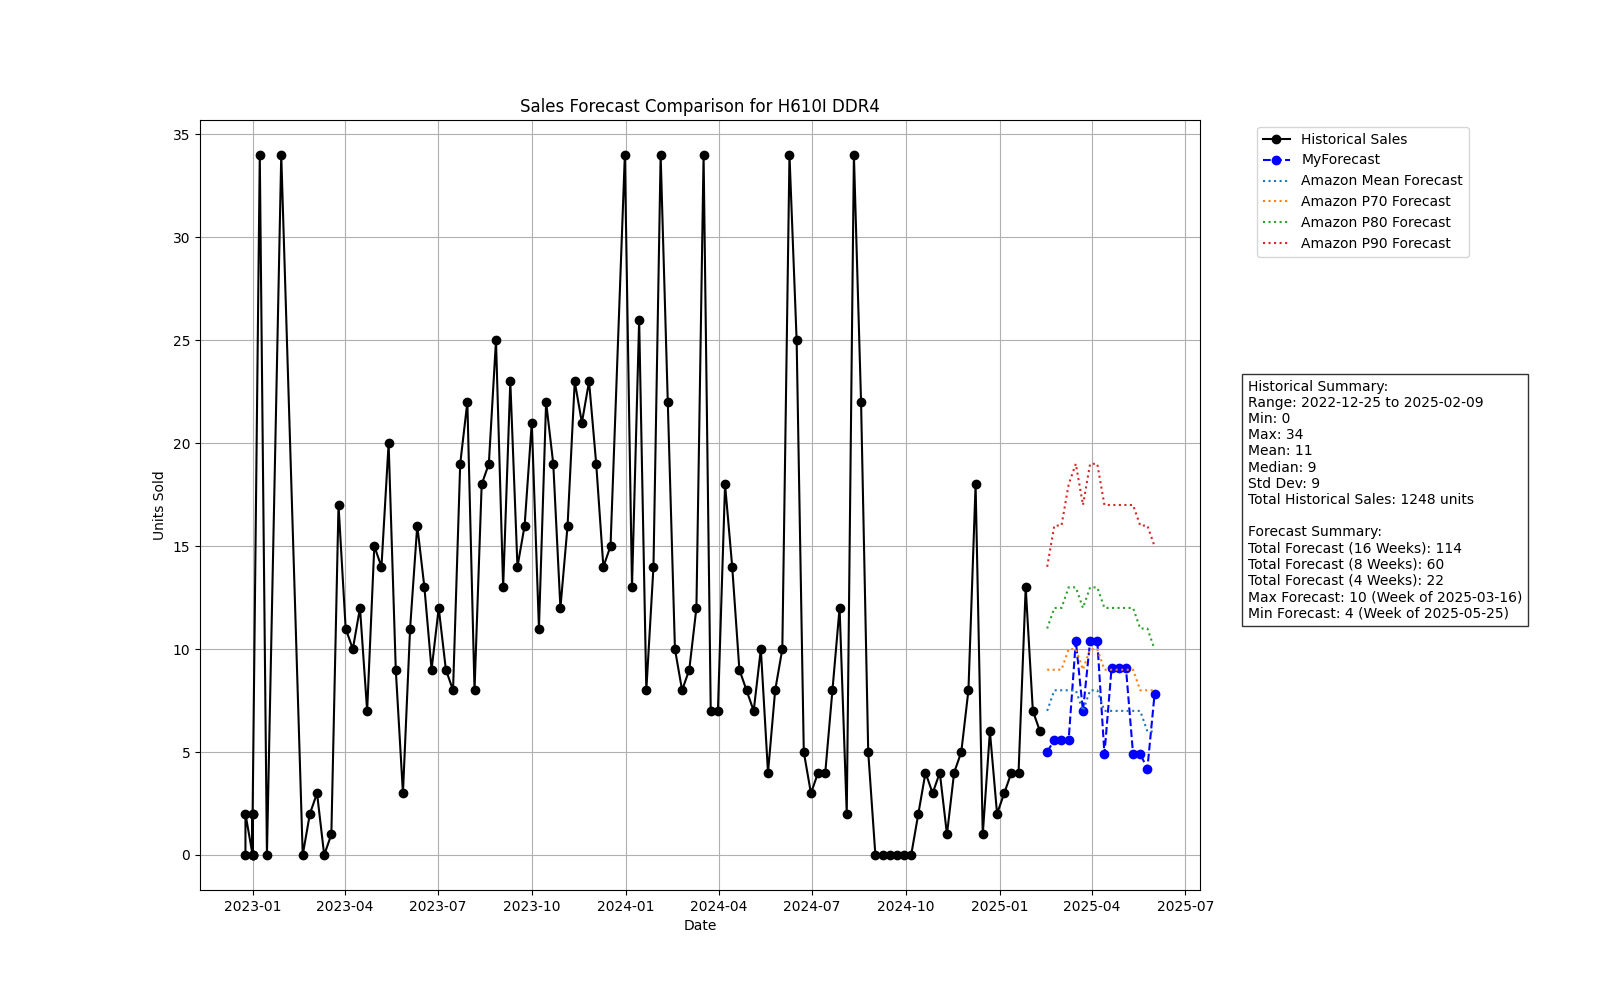 Sales Forecast Comparison for H610I DDR4
35
30
25
20
15
10
5
0
Units Sold
2023-01 2023-04 2023-07 2023-10 2024-01 2024-04 2024-07 2024-10 2025-01 2025-04 2025-07
Date
Historical Sales
MyForecast
Amazon Mean Forecast
Amazon P70 Forecast
Amazon P80 Forecast
Amazon P90 Forecast
Historical Summary:
Range: 2022-12-25 to 2025-02-09
Min: 0
Max: 34
Mean: 11
Median: 9
Std Dev: 9
Total Historical Sales: 1248 units
Forecast Summary:
Total Forecast (16 Weeks): 114
Total Forecast (8 Weeks): 60
Total Forecast (4 Weeks): 22
Max Forecast: 10 (Week of 2025-03-16)
Min Forecast: 4 (Week of 2025-05-25)